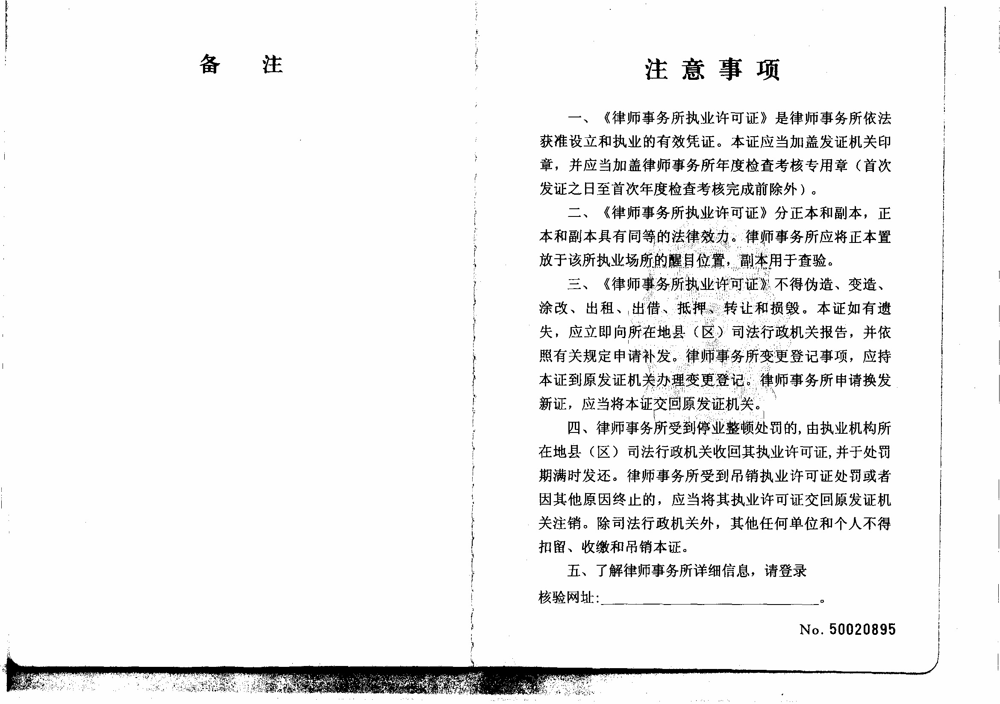 备 注
注 意 事 项
一、《律师事务所执业许可证》是律师事务所依法
获准设立和执业的有效凭证。本证应当加盖发证机关印
章，并应当加盖律师事务所年度检查考核专用章（首次
发证之日至首次年度检查考核完成前除外）。
二、《律师事务所执业许可证》分正本和副本，正
本和副本具有同等的法律效力。律师事务所应将正本置
放于该所执业场所的醒目位置，副本用于查验。
三、《律师事务所执业许可证》不得伪造、变造、
涂改、出租、出借、抵押、转让和损毁。本证如有遗
失，应立即向所在地县（区）司法行政机关报告，并依
照有关规定申请补发。律师事务所变更登记事项，应持
本证到原发证机关办理变更登记。律师事务所申请换发
新证，应当将本证交回原发证机关。
四、律师事务所受到停业整顿处罚的,由执业机构所
在地县（区）司法行政机关收回其执业许可证,并于处罚
期满时发还。律师事务所受到吊销执业许可证处罚或者
因其他原因终止的，应当将其执业许可证交回原发证机
关注销。除司法行政机关外，其他任何单位和个人不得
扣留、收缴和吊销本证。
五、了解律师事务所详细信息，请登录
核验网址:______________________。
No. 50020895